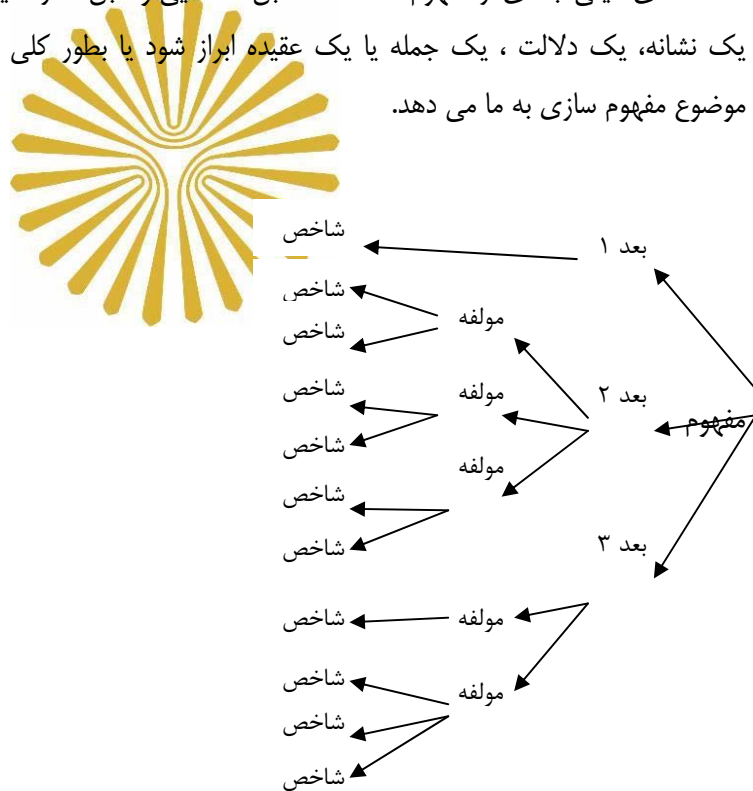 یک نشانه، یک دلالت ، یک جمله یا یک عقیده ابراز شود یا بطور کلی
موضوع مفهوم سازی به ما می دهد.
شاخص
بعد ۱
شاخص
مولفه
شاخص
شاخص
مولفه
بعد ۲
مفهوم
شاخص
مولفه
شاخص
شاخص
بعد ۳
شاخص
مولفه
شاخص
مولفه
شاخص
شاخص